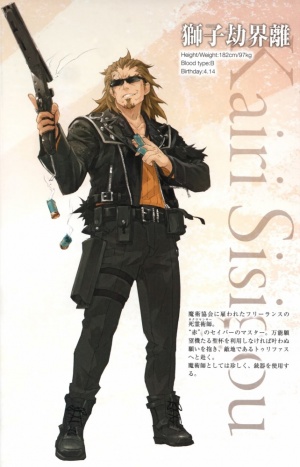 獅子劫界離
Height/Weight:182cm/97kg
Blood type:B
Birthday:4.14
Kairi Sisigou
魔術協会に雇われたフリーランスの
死霊魔術師。
“赤”のセイバーのマスター。万能願
望機たる聖杯を利用しなければ叶わぬ
願いを抱き、敵地であるトゥリファス
へと赴く。
魔術師としては珍しく、銃器を使用す
る。